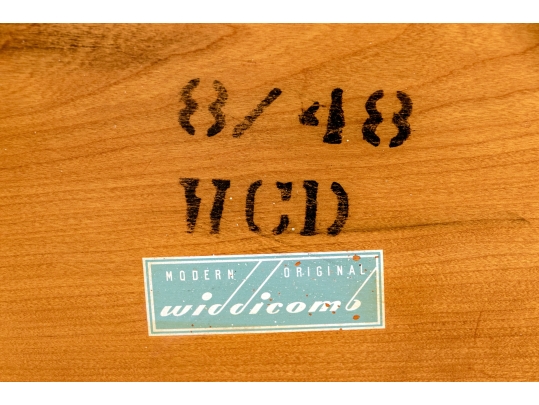 8/48
WCD
MODERN ORIGINAL
widdicomb